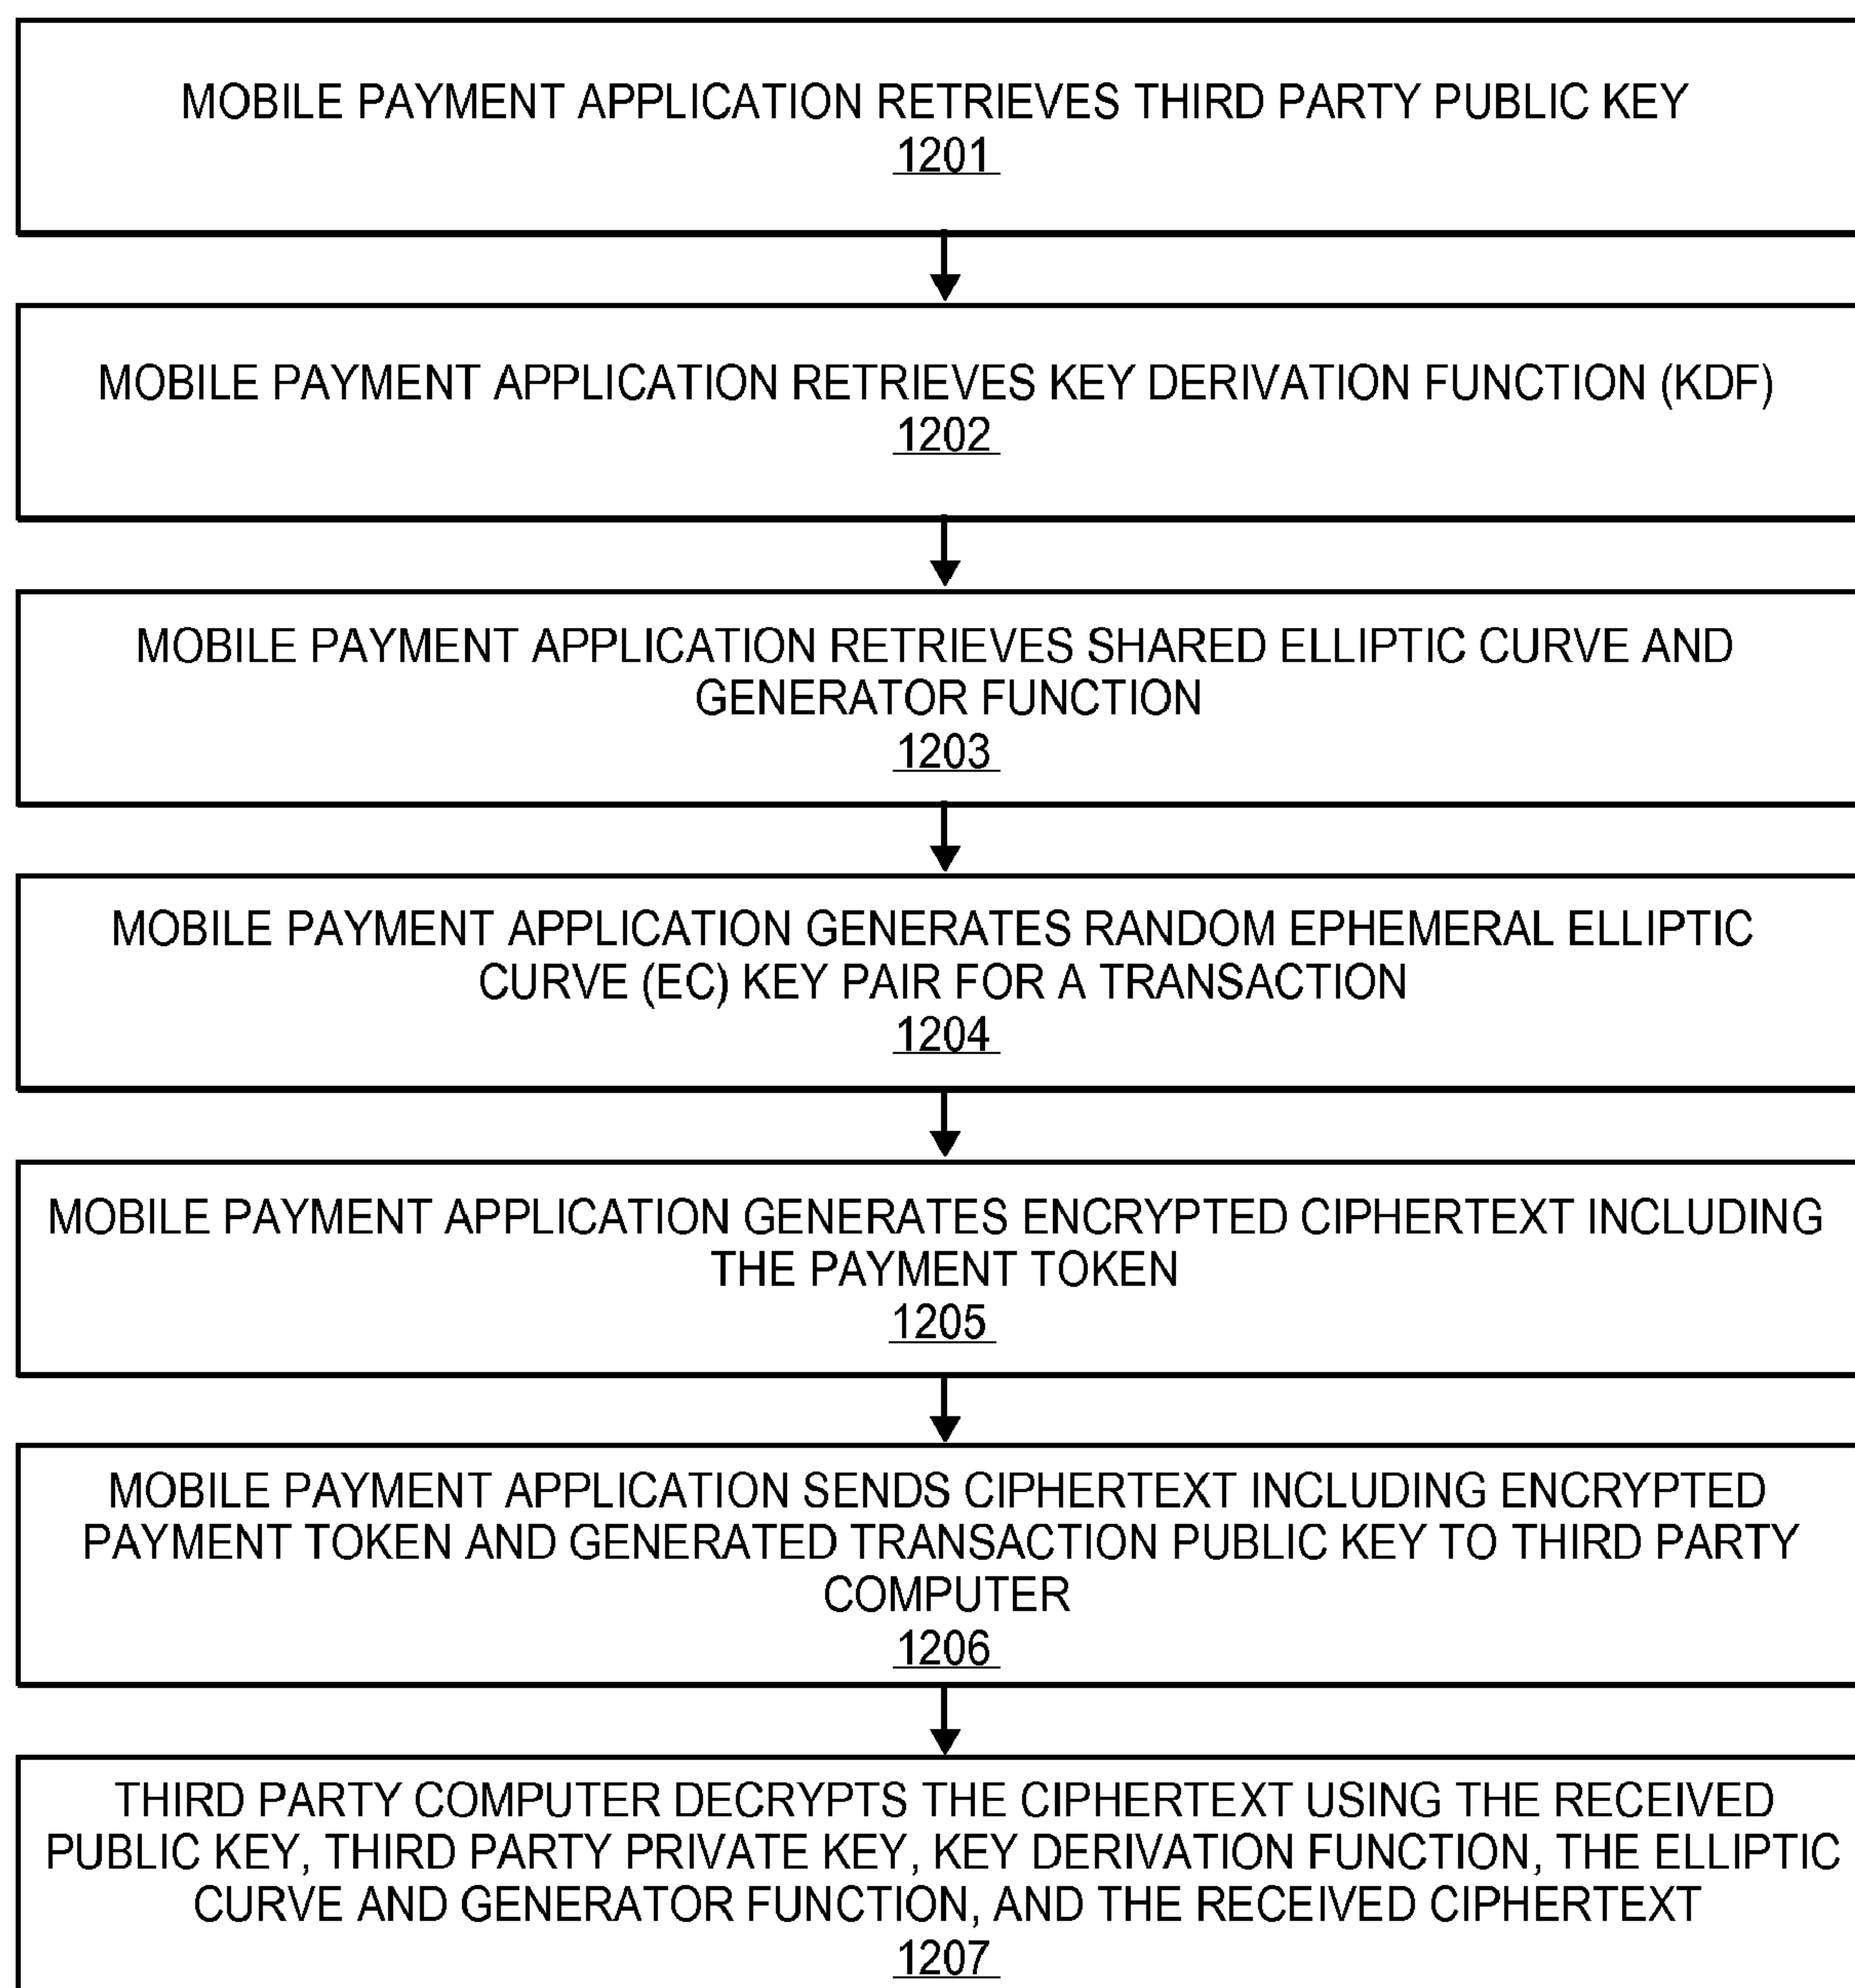 MOBILE PAYMENT APPLICATION RETRIEVES THIRD PARTY PUBLIC KEY
1201
MOBILE PAYMENT APPLICATION RETRIEVES KEY DERIVATION FUNCTION (KDF)
1202
MOBILE PAYMENT APPLICATION RETRIEVES SHARED ELLIPTIC CURVE AND
GENERATOR FUNCTION
1203
MOBILE PAYMENT APPLICATION GENERATES RANDOM EPHEMERAL ELLIPTIC
CURVE (EC) KEY PAIR FOR A TRANSACTION
1204
MOBILE PAYMENT APPLICATION GENERATES ENCRYPTED CIPHERTEXT INCLUDING
THE PAYMENT TOKEN
1205
MOBILE PAYMENT APPLICATION SENDS CIPHERTEXT INCLUDING ENCRYPTED
PAYMENT TOKEN AND GENERATED TRANSACTION PUBLIC KEY TO THIRD PARTY
COMPUTER
1206
THIRD PARTY COMPUTER DECRYPTS THE CIPHERTEXT USING THE RECEIVED
PUBLIC KEY, THIRD PARTY PRIVATE KEY, KEY DERIVATION FUNCTION, THE ELLIPTIC
CURVE AND GENERATOR FUNCTION, AND THE RECEIVED CIPHERTEXT
1207